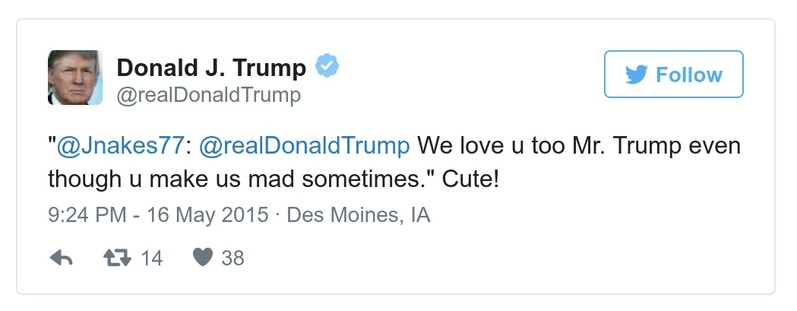 Donald J. Trump
@realDonaldTrump
Follow
"@Jnakes77: @realDonaldTrump We love u too Mr. Trump even
though u make us mad sometimes." Cute!
9:24 PM - 16 May 2015 · Des Moines, IA
14 38